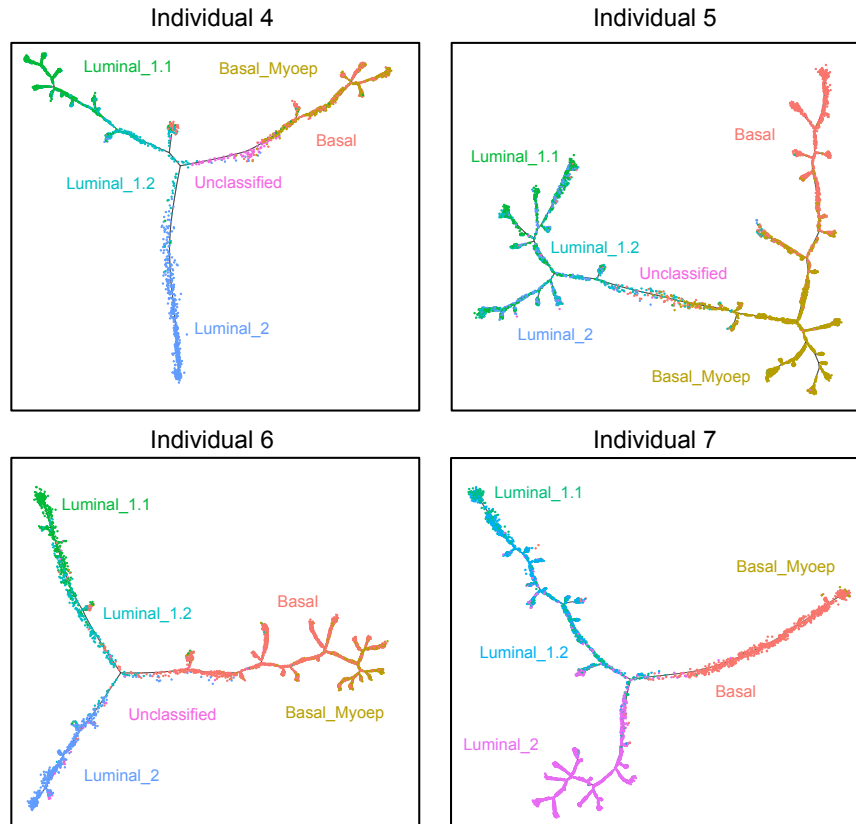 Individual 4
Individual 5
Luminal_1.1
Basal_Myoep
Basal
Luminal_1.2
Unclassified
Luminal_2
Basal
Luminal_1.1
Luminal_1.2
Unclassified
Luminal_2
Basal_Myoep
Individual 6
Individual 7
Luminal_1.1
Luminal_1.2
Basal
Unclassified
Basal_Myoep
Luminal_2
Luminal_1.1
Basal_Myoep
Luminal_1.2
Basal
Luminal_2